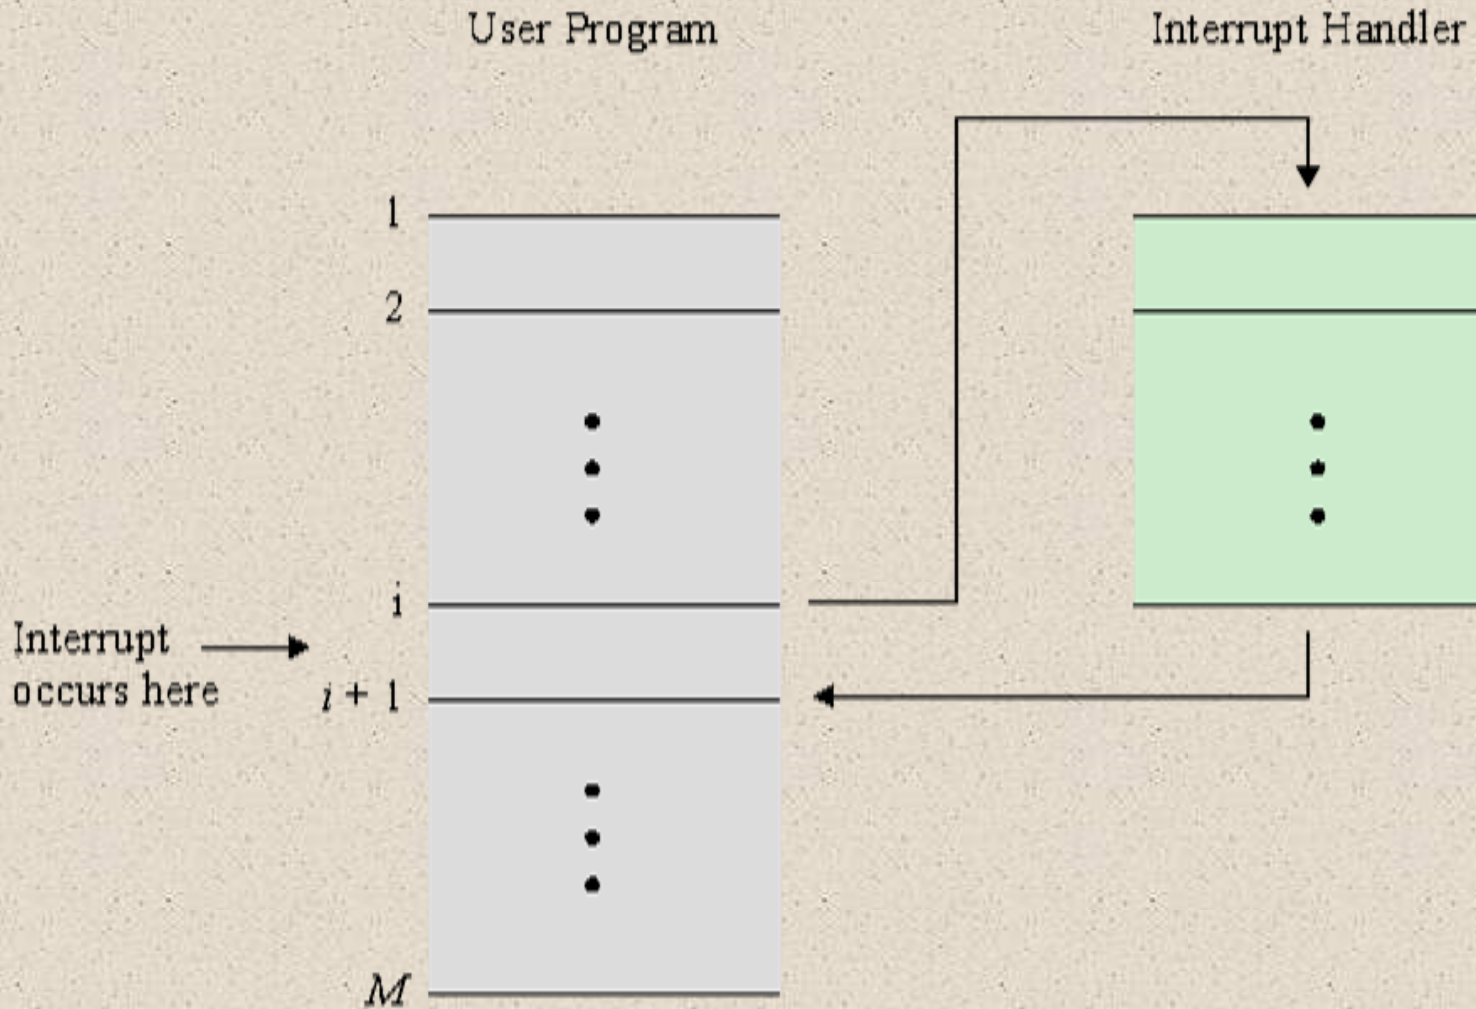 User Program
Interrupt Handler
1
2
i
Interrupt
occurs here
i + 1
M